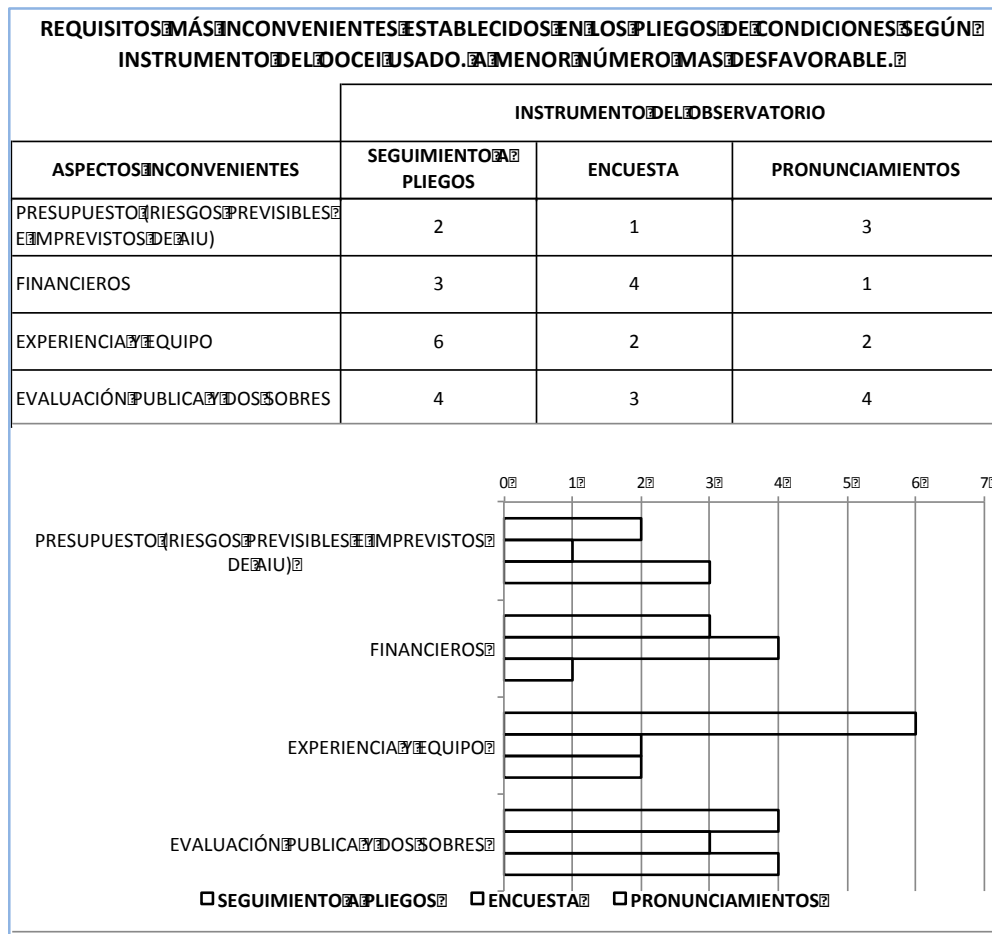 REQUISITOS MÁS INCONVENIENTES ESTABLECIDOS EN LOS PLIEGOS DE CONDICIONES SEGÚN
INSTRUMENTO DEL DOCEI USADO. A MENOR NÚMERO MAS DESFAVORABLE.
INSTRUMENTO DEL OBSERVATORIO
ASPECTOS INCONVENIENTES
SEGUIMIENTO A
PLIEGOS
ENCUESTA
PRONUNCIAMIENTOS
PRESUPUESTO (RIESGOS PREVISIBLES
E IMPREVISTOS DE AIU)
2 1 3
FINANCIEROS 3 4 1
EXPERIENCIA Y EQUIPO 6 2 2
EVALUACIÓN PUBLICA Y DOS SOBRES 4 3 4
0 1 2 3 4 5 6 7
PRESUPUESTO (RIESGOS PREVISIBLES E IMPREVISTOS
DE AIU)
FINANCIEROS
EXPERIENCIA Y EQUIPO
EVALUACIÓN PUBLICA Y DOS SOBRES
SEGUIMIENTO A PLIEGOS ENCUESTA PRONUNCIAMIENTOS